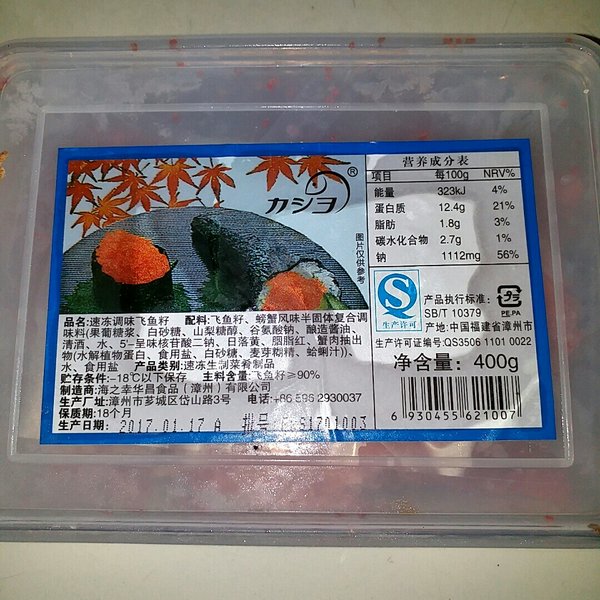 カシヨ®
图片仅供参考
品名:速冻调味飞鱼籽 配料:飞鱼籽、螃蟹风味半固体复合调
味料(果葡糖浆、白砂糖、山梨糖醇、谷氨酸钠、酿造酱油、
清酒、水、5'-呈味核苷酸二钠、日落黄、胭脂红、蟹肉抽出
物(水解植物蛋白、食用盐、白砂糖、麦芽糊精、蛤蜊汁))、
水、食用盐 产品类别:速冻生制菜肴制品
贮存条件:-18℃以下保存 主料含量:飞鱼籽≥90%
制造商:海之幸华昌食品(漳州)有限公司
生产厂址:漳州市芗城区岱山路3号 电话:+86 596 2930037
保质期:18个月
生产日期: 2017.01.17 A 批号
营养成分表
项目 每100g NRV%
能量 323kJ 4%
蛋白质 12.4g 21%
脂肪 1.8g 3%
碳水化合物 2.7g 1%
钠 1112mg 56%
生产许可
产品执行标准:
SB/T 10379
PE,PA
产地:中国福建省漳州市
生产许可证编号:QS3506 1101 0022
净含量: 400g
6 930455 621007